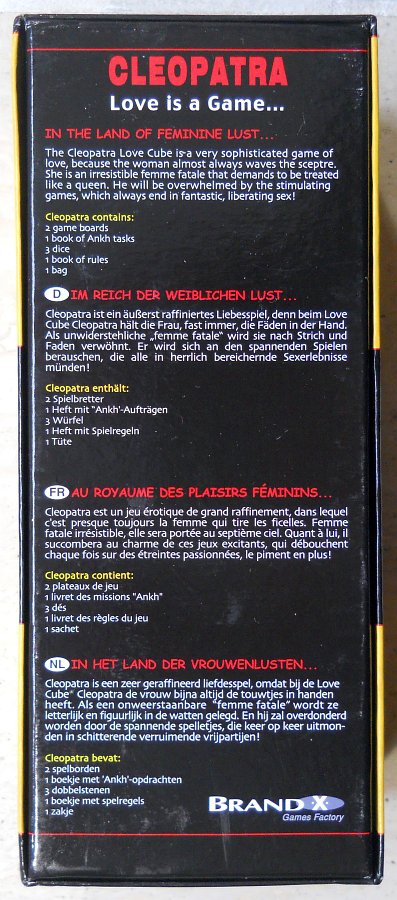 CLEOPATRA
Love is a Game...
IN THE LAND OF FEMININE LUST...
The Cleopatra Love Cube is a very sophisticated game of
love, because the woman almost always waves the sceptre.
She is an irresistible femme fatale that demands to be treated
like a queen. He will be overwhelmed by the stimulating
games, which always end in fantastic, liberating sex!
Cleopatra contains:
2 game boards
1 book of Ankh tasks
3 dice
1 book of rules
1 bag
D IM REICH DER WEIBLICHEN LUST...
Cleopatra ist ein äußerst raffiniertes Liebesspiel, denn beim Love
Cube Cleopatra hält die Frau, fast immer, die Fäden in der Hand.
Als unwiderstehliche „femme fatale" wird sie nach Strich und
Faden verwöhnt. Er wird sich an den spannenden Spielen
berauschen, die alle in herrlich bereichernde Sexerlebnisse
münden!
Cleopatra enthält:
2 Spielbretter
1 Heft mit "Ankh'-Aufträgen
3 Würfel
1 Heft mit Spielregeln
1 Tüte
FR AU ROYAUME DES PLAISIRS FÉMININS...
Cleopatra est un jeu érotique de grand raffinement, dans lequel
c'est presque toujours la femme qui tire les ficelles. Femme
fatale irrésistible, elle sera portée au septième ciel. Quant à lui, il
succombera au charme de ces jeux excitants, qui débouchent
chaque fois sur des étreintes passionnées, le piment en plus!
Cleopatra contient:
2 plateaux de jeu
1 livret des missions "Ankh"
3 dés
1 livret des règles du jeu
1 sachet
NL IN HET LAND DER VROUWENLUSTEN...
Cleopatra is een zeer geraffineerd liefdesspel, omdat bij de Love
Cube* Cleopatra de vrouw bijna altijd de touwtjes in handen
heeft. Als een onweerstaanbare "femme fatale" wordt ze
letterlijk en figuurlijk in de watten gelegd. En hij zal overdonderd
worden door de spannende spelletjes, die keer op keer uitmon-
den in schitterende verruimende vrijpartijen!
Cleopatra bevat:
2 spelborden
1 boekje met 'Ankh'-opdrachten
3 dobbelstenen
1 boekje met spelregels
1 zakje
BRAND X
Games Factory